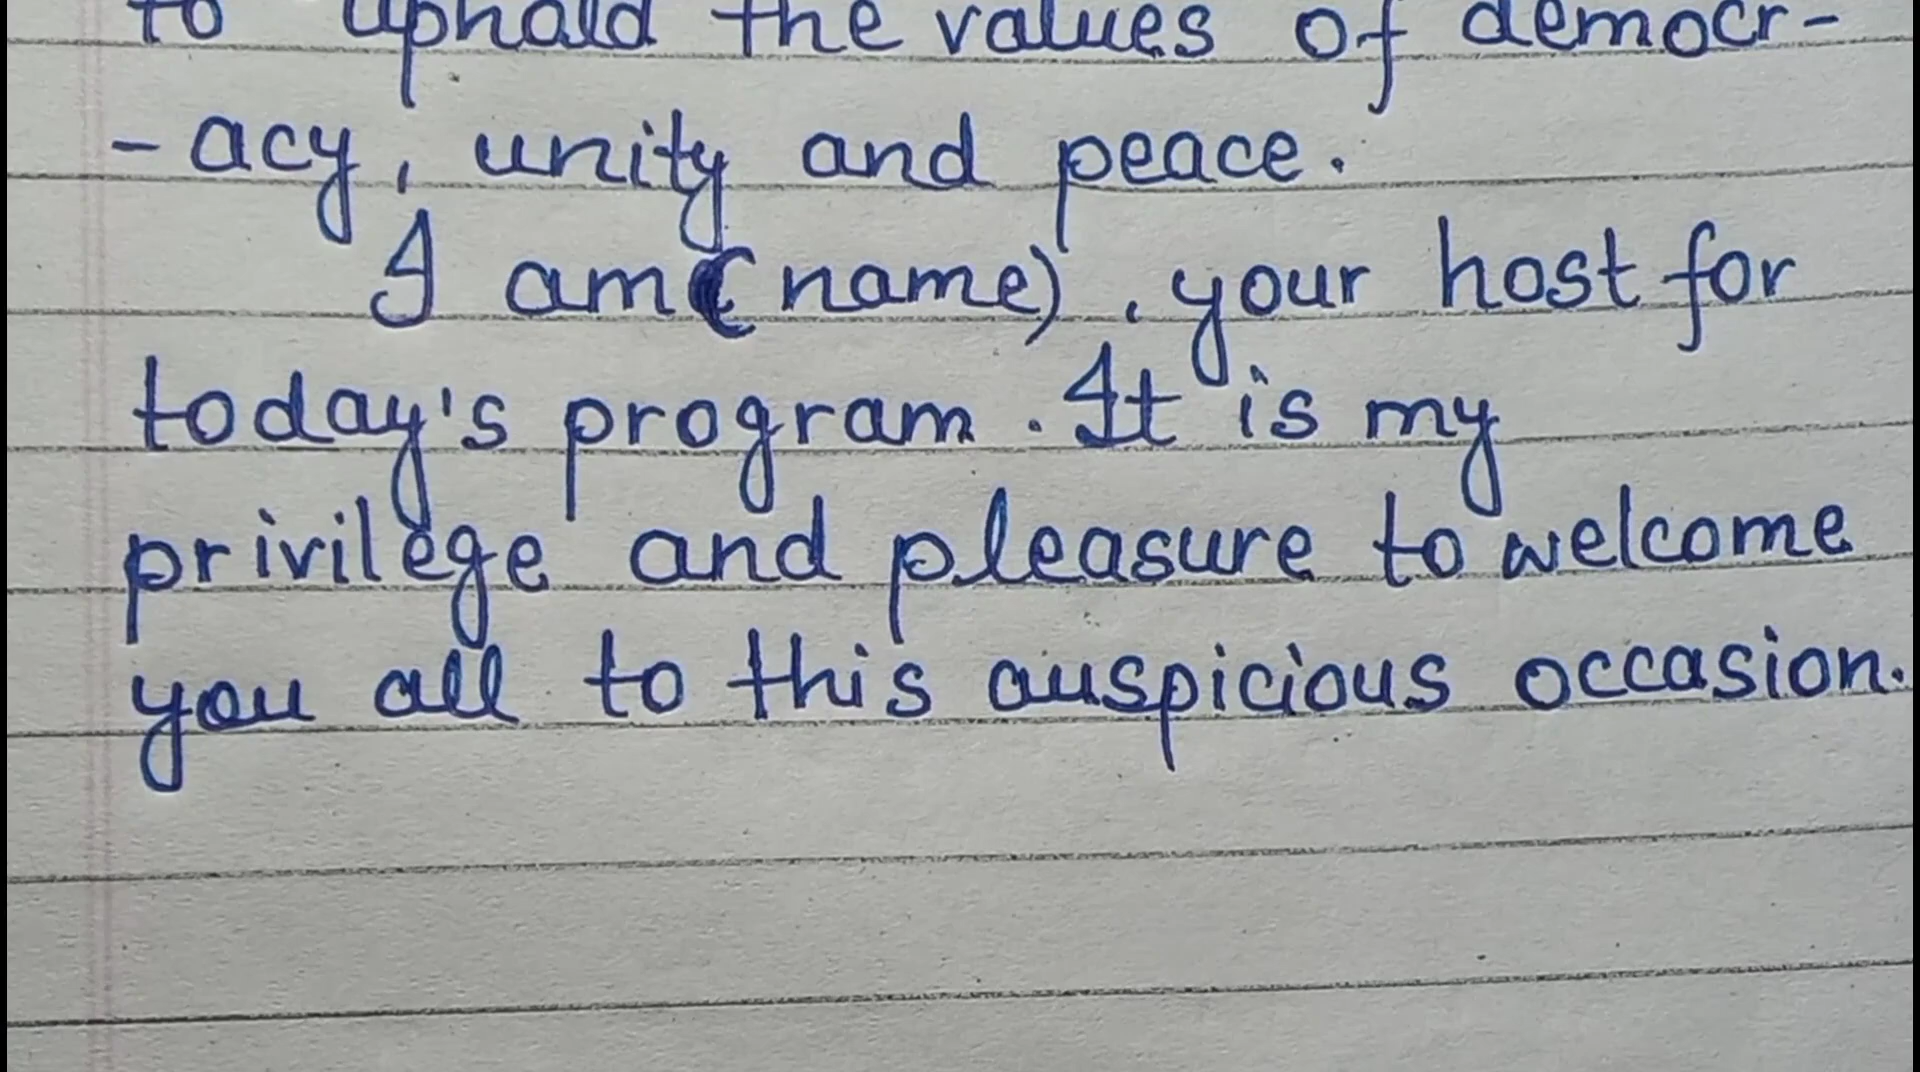 to uphald the values of democr-
- acy, unity and peace.
I am (name), your host for
today's program. It is my
privilege and pleasure to welcome
you all to this auspicious occasion.